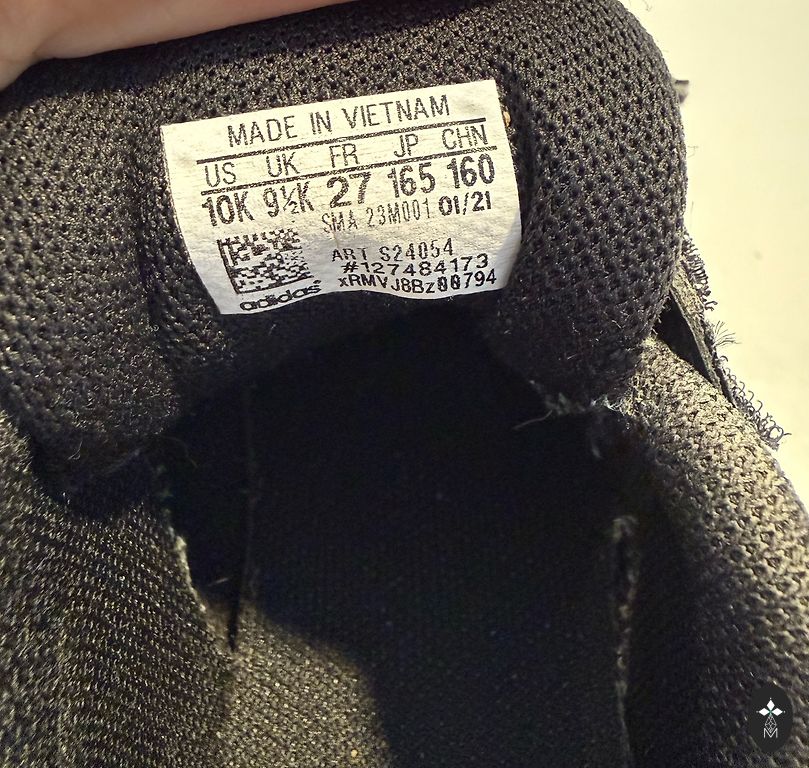 MADE IN VIETNAM
US UK FR JP CHN
10K 9½K 27 165 160
SMA 23M001 01/21
ART S24054
#127484173
xRMVJ8Bz00794
adidas
M